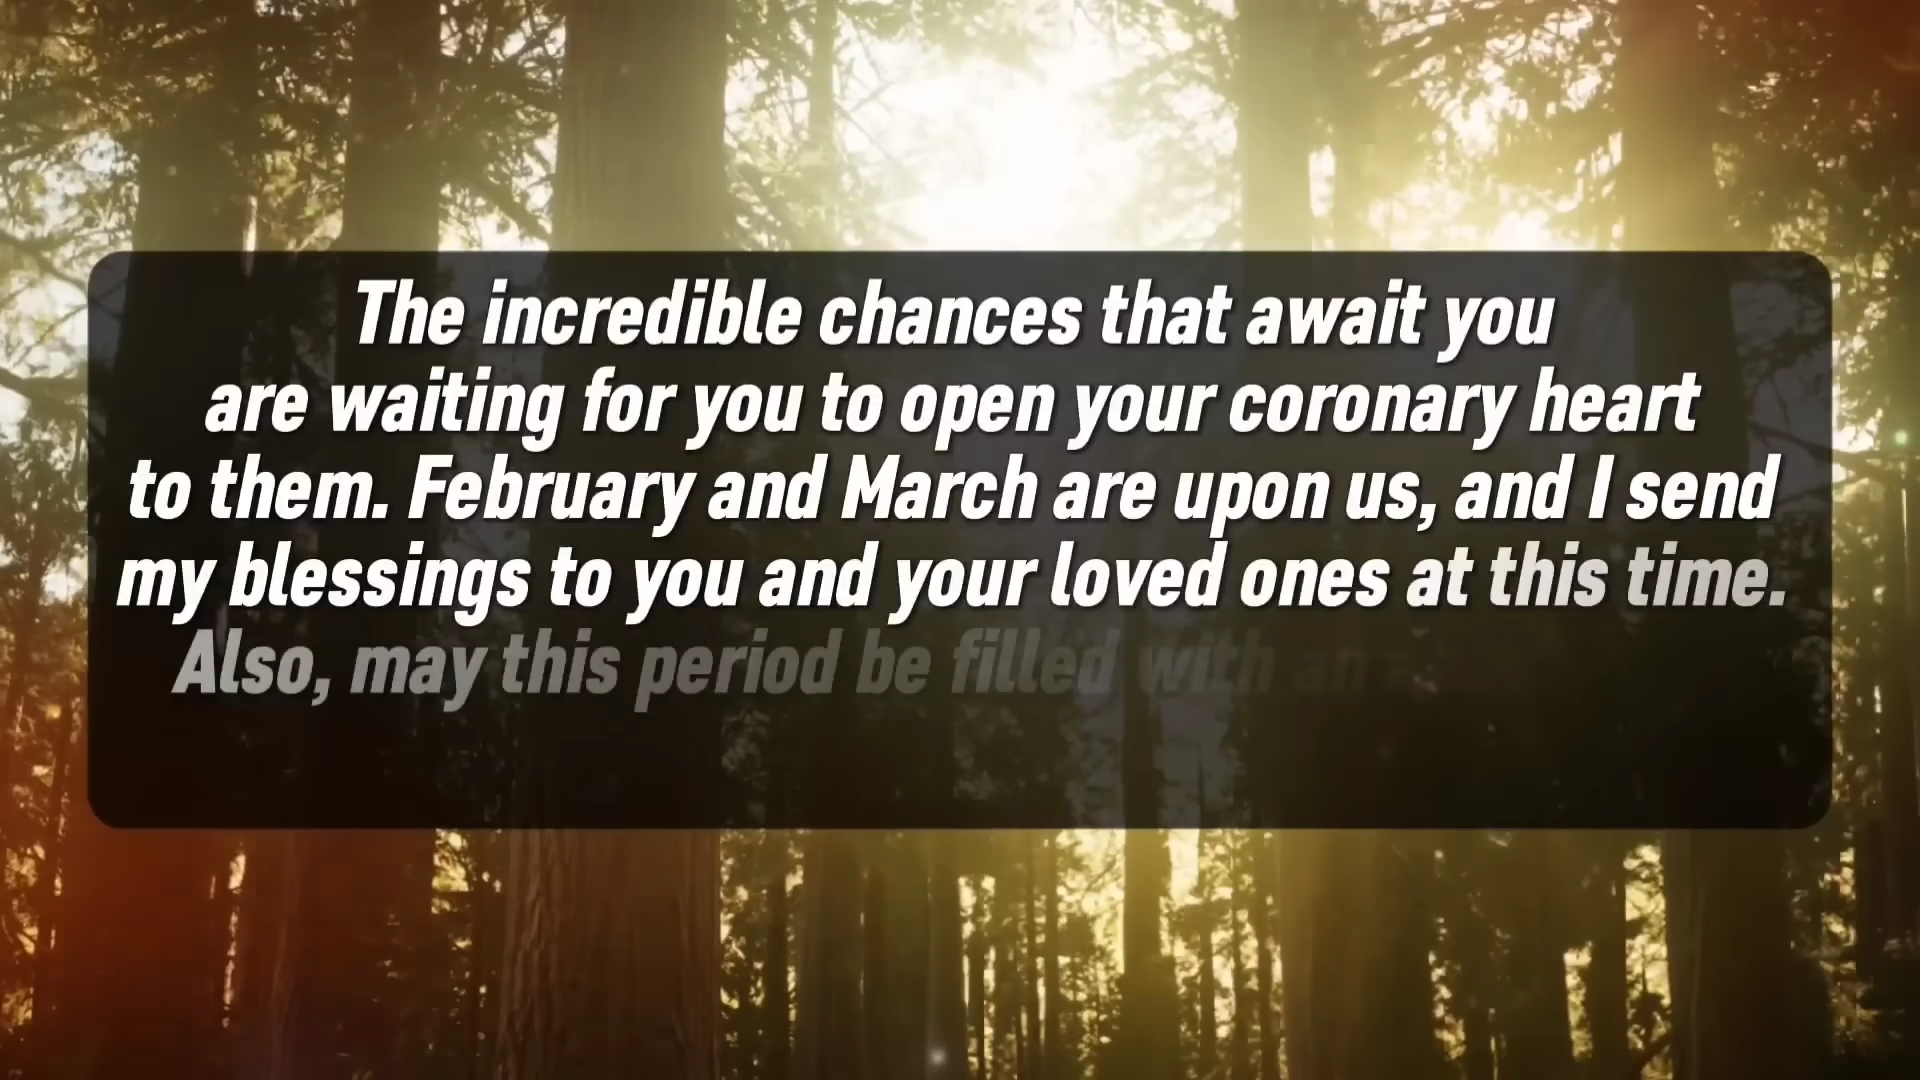 The incredible chances that await you
are waiting for you to open your coronary heart
to them. February and March are upon us, and I send
my blessings to you and your loved ones at this time.
Also, may this period be filled with an